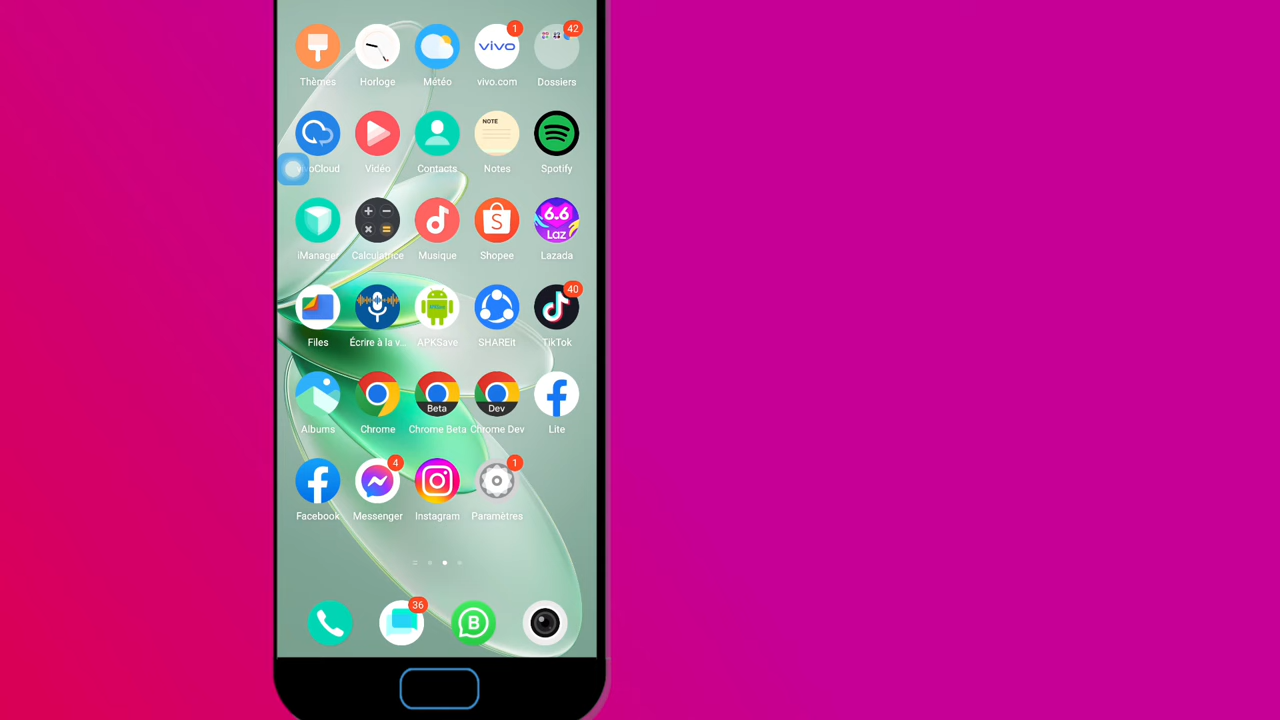 1
42
vivo
Thèmes
Horloge
Météo
vivo.com
Dossiers
NOTE
voCloud
Vidéo
Contacts
Notes
Spotify
6.6
Laz
iManager
Calculatrice
Musique
Shopee
Lazada
40
Files
Écrire à la v...
APKSave
SHAREit
TikTok
Beta
Dev
Albums
Chrome
Chrome Beta
Chrome Dev
Lite
4
1
Facebook
Messenger
Instagram
Paramètres
36
B